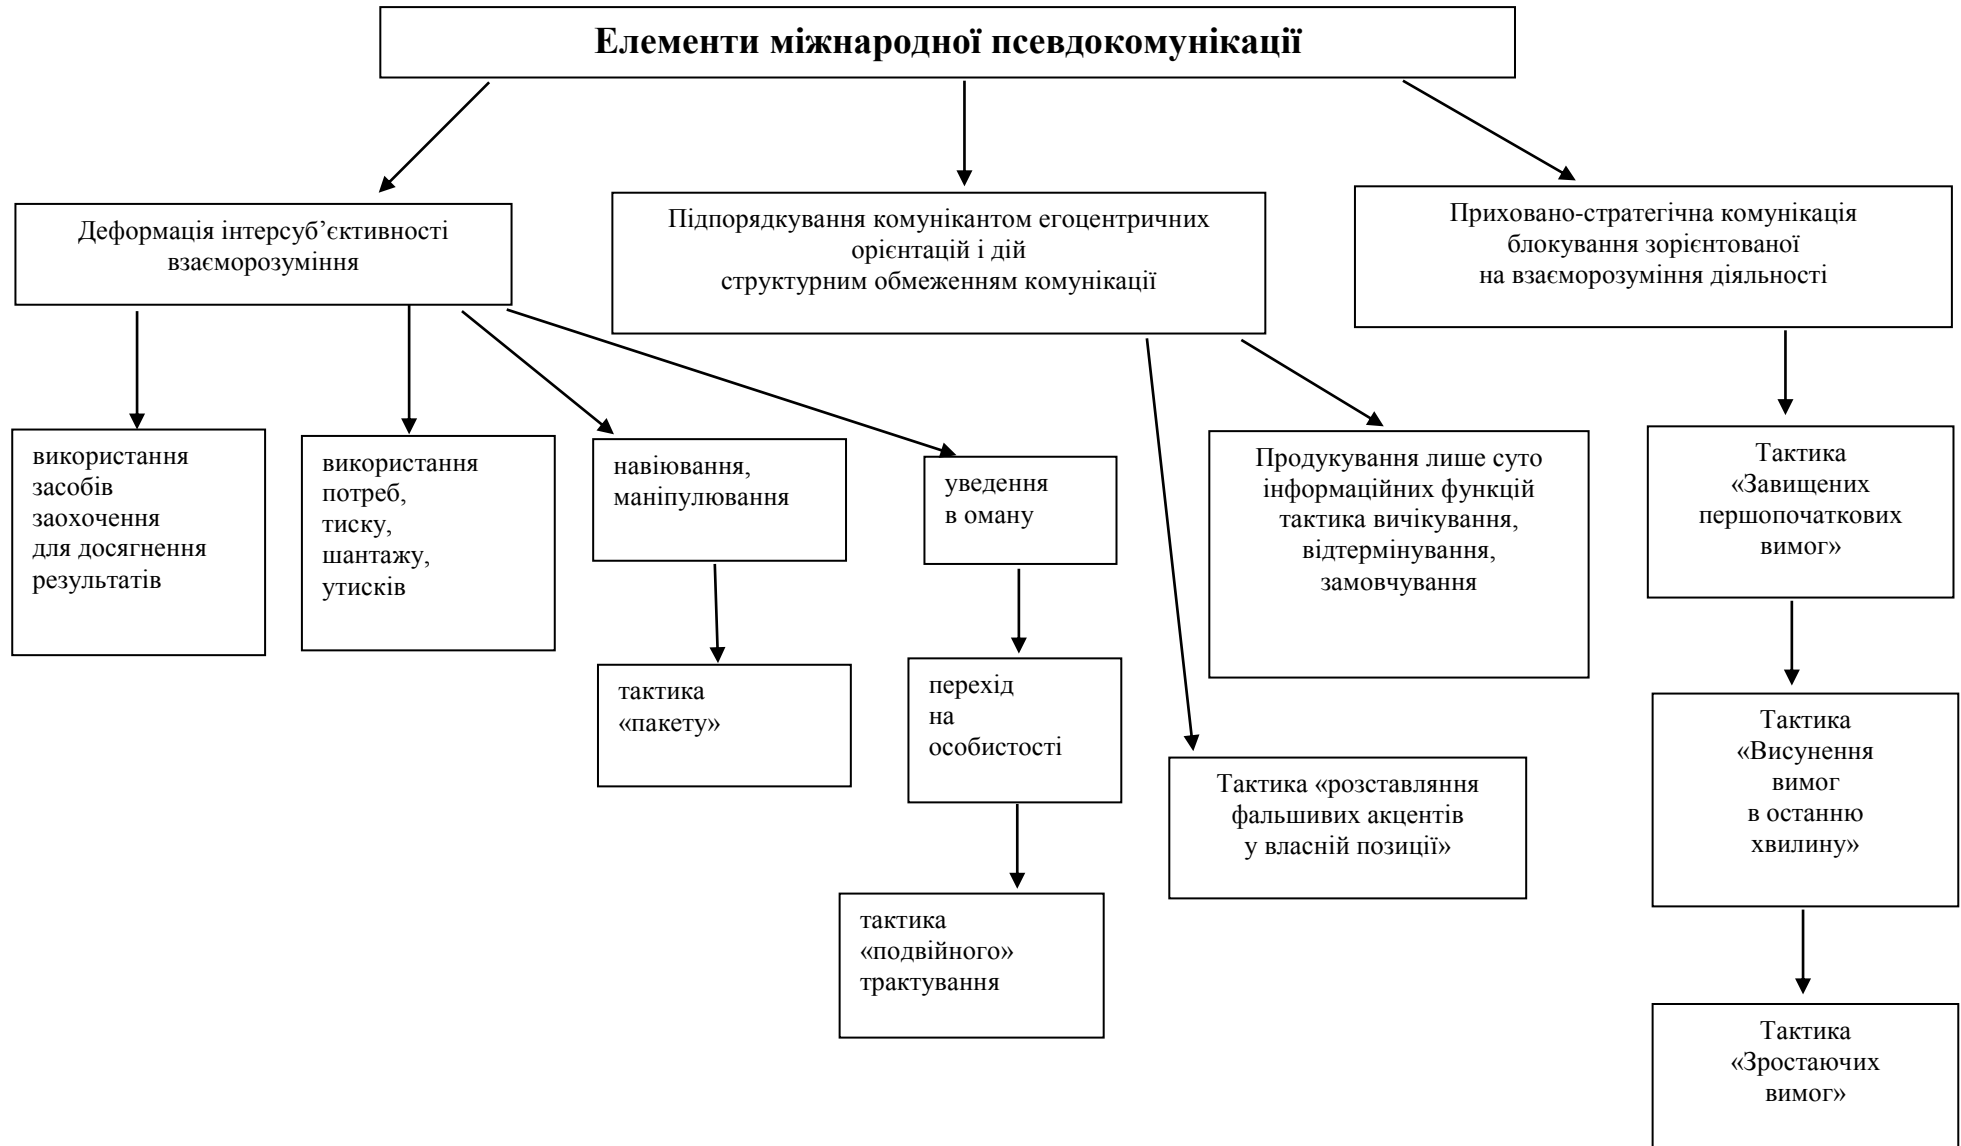 Елементи міжнародної псевдокомунікації
Деформація інтерсуб’єктивності
взаєморозуміння
Підпорядкування комунікантом егоцентричних
орієнтацій і дій
структурним обмеженням комунікації
Приховано-стратегічна комунікація
блокування зорієнтованої
на взаєморозуміння діяльності
використання
засобів
заохочення
для досягнення
результатів
використання
потреб,
тиску,
шантажу,
утисків
навіювання,
маніпулювання
уведення
в оману
Продукування лише суто
інформаційних функцій
тактика вичікування,
відтермінування,
замовчування
Тактика
«Завищених
першопочаткових
вимог»
тактика
«пакету»
перехід
на
особистості
Тактика «розставляння
фальшивих акцентів
у власній позиції»
Тактика
«Висунення
вимог
в останню
хвилину»
тактика
«подвійного»
трактування
Тактика
«Зростаючих
вимог»